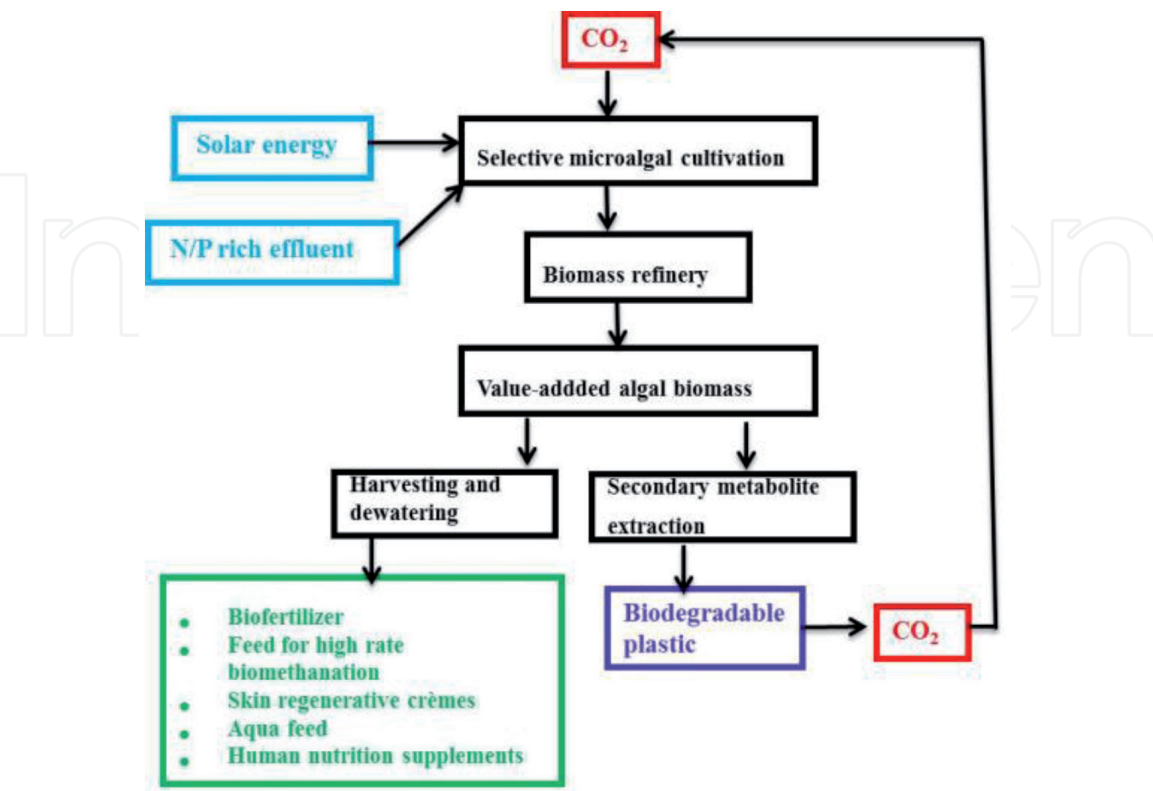 CO₂
Solar energy
Selective microalgal cultivation
N/P rich effluent
Biomass refinery
Value-addded algal biomass
Harvesting and
dewatering
Secondary metabolite
extraction
• Biofertilizer
• Feed for high rate
biomethanation
• Skin regenerative crèmes
• Aqua feed
• Human nutrition supplements
Biodegradable
plastic
CO₂